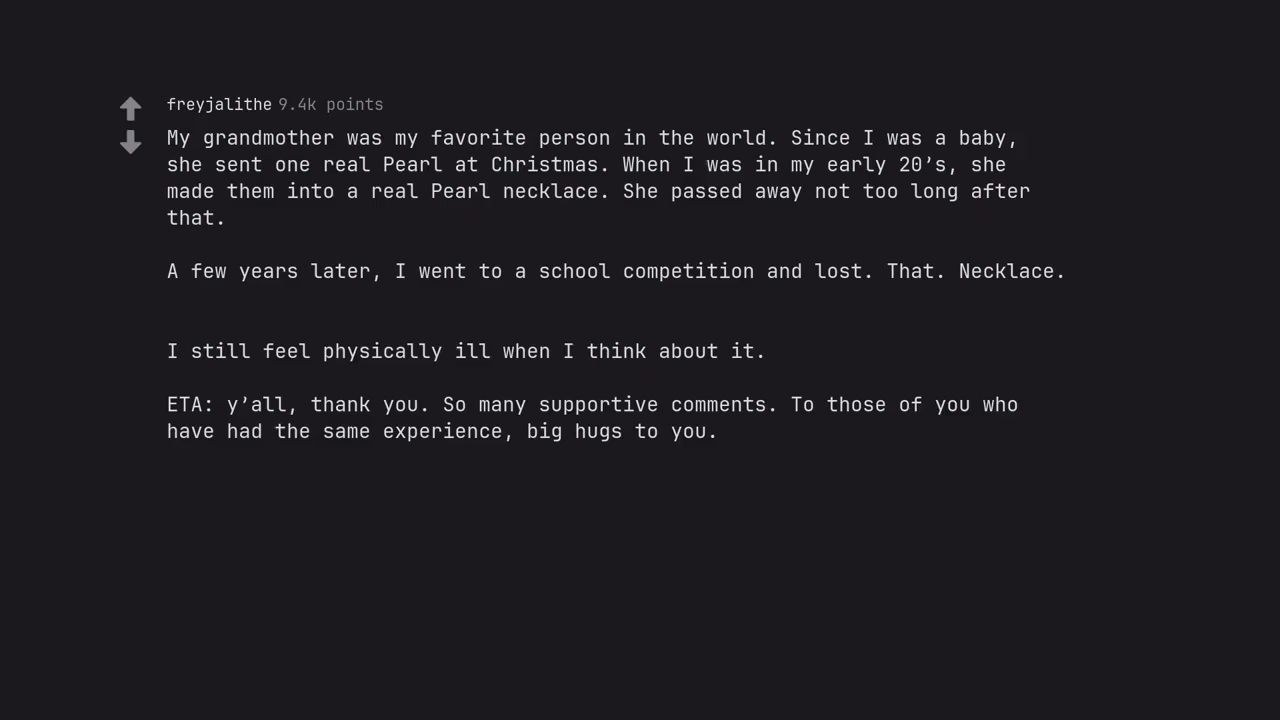 freyjalithe 9.4k points
My grandmother was my favorite person in the world. Since I was a baby,
she sent one real Pearl at Christmas. When I was in my early 20’s, she
made them into a real Pearl necklace. She passed away not too long after
that.
A few years later, I went to a school competition and lost. That. Necklace.
I still feel physically ill when I think about it.
ETA: y’all, thank you. So many supportive comments. To those of you who
have had the same experience, big hugs to you.